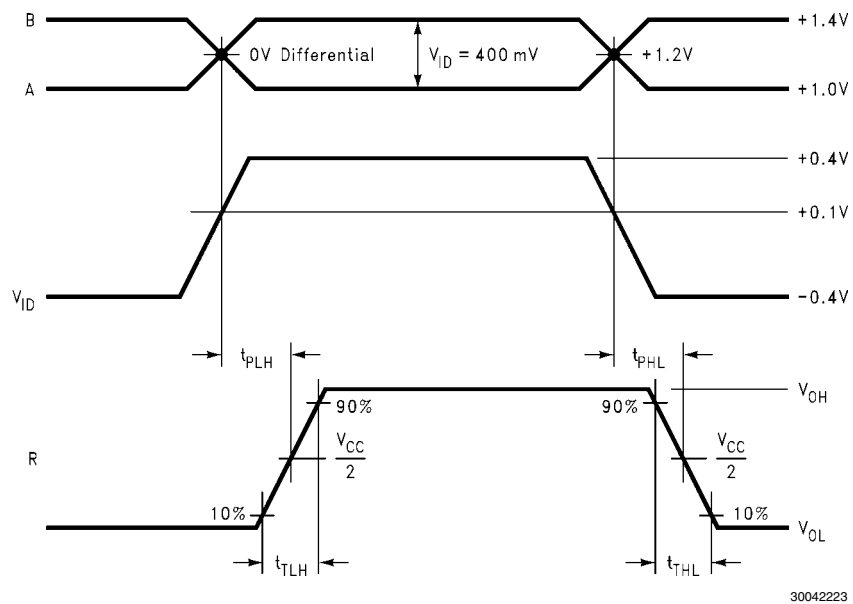 B
+1.4V
0V Differential
V_ID = 400 mV
+1.2V
A
+1.0V
+0.4V
+0.1V
V_ID
-0.4V
t_PLH
t_PHL
V_OH
90%
90%
R
V_CC
2
V_CC
2
10%
10%
V_OL
t_TLH
t_THL
30042223